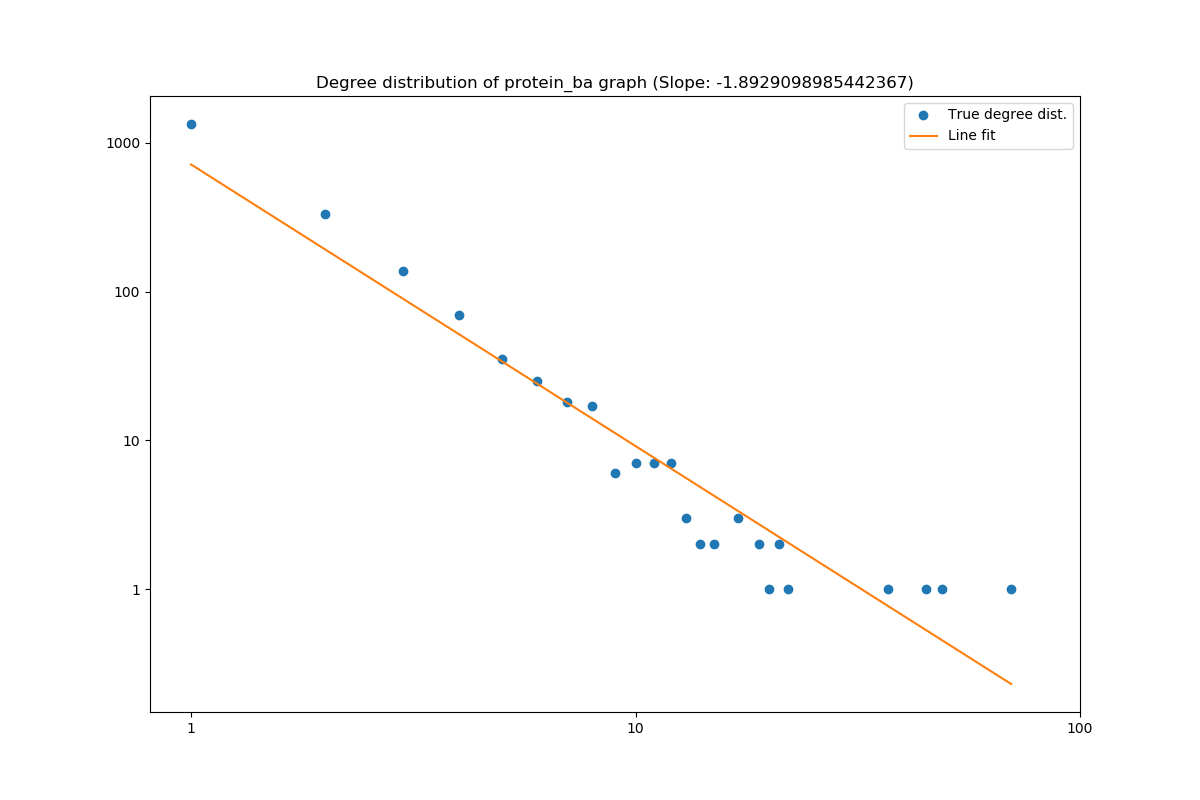 Degree distribution of protein_ba graph (Slope: -1.8929098985442367)
True degree dist.
Line fit
1000
100
10
1
1
10
100